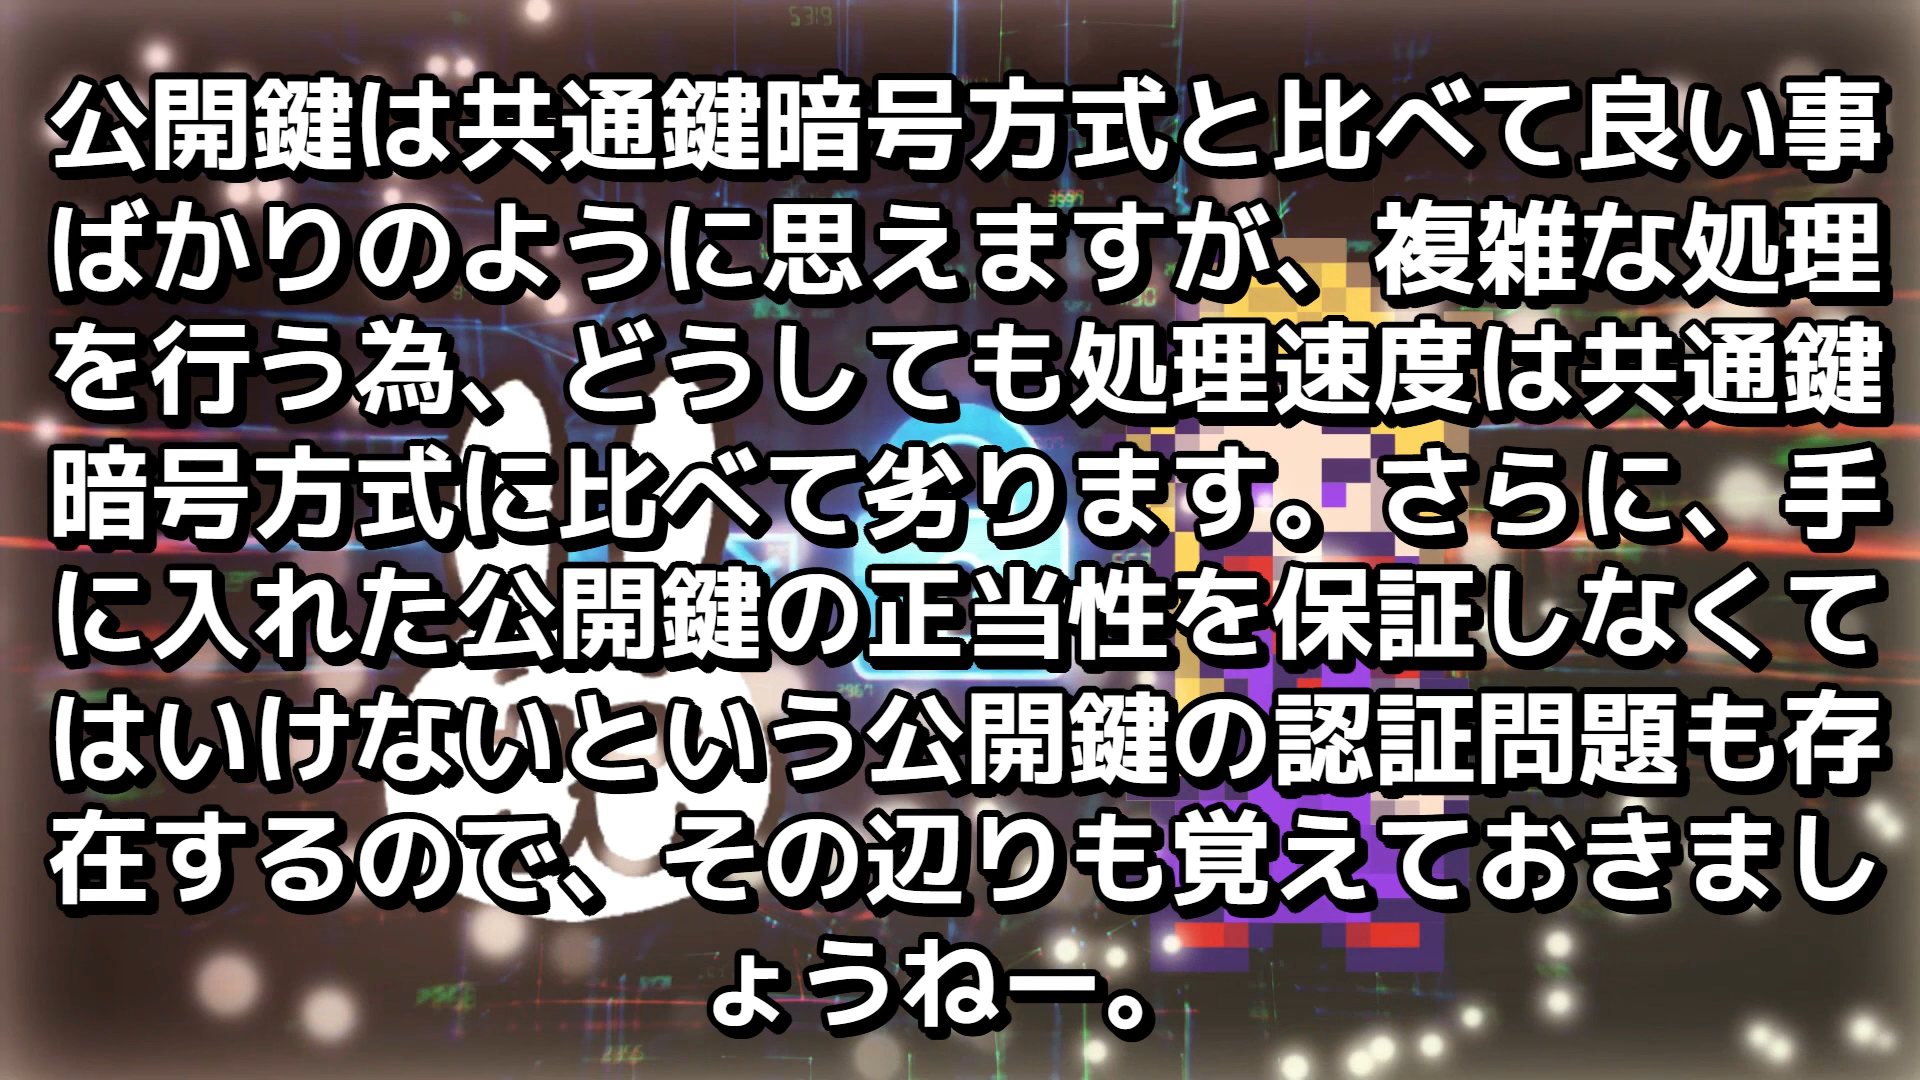 公開鍵は共通鍵暗号方式と比べて良い事
ばかりのように思えますが、複雑な処理
を行う為、どうしても処理速度は共通鍵
暗号方式に比べて劣ります。さらに、手
に入れた公開鍵の正当性を保証しなくて
はいけないという公開鍵の認証問題も存
在するので、その辺りも覚えておきまし
ょうねー。